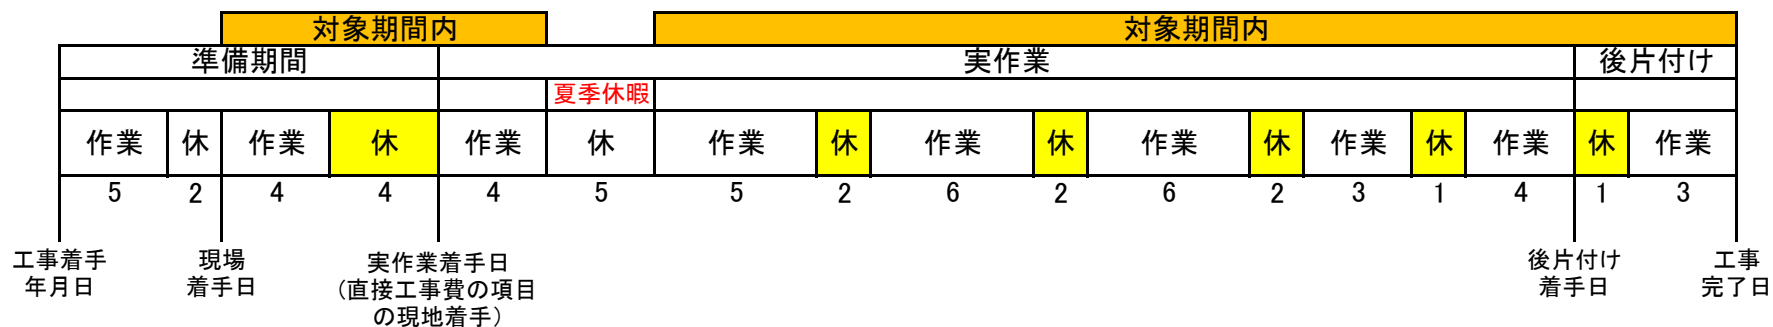 対象期間内 対象期間内
準備期間 実作業 後片付け
夏季休暇
作業 休 作業 休 作業 休 作業 休 作業 休 作業 休 作業 休 作業 休 作業
5 2 4 4 4 5 5 2 6 2 6 2 3 1 4 1 3
工事着手
年月日
現場
着手日
実作業着手日
(直接工事費の項目
の現地着手)
後片付け
着手日
工事
完了日